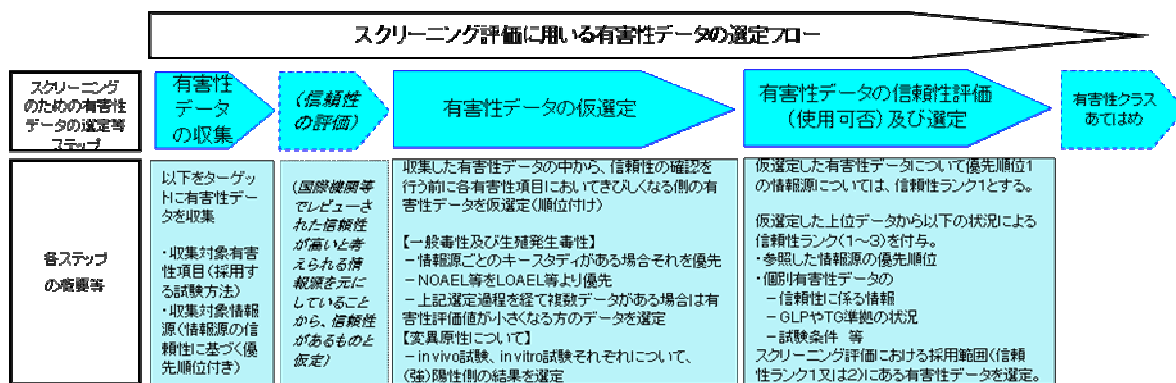 スクリーニング評価に用いる有害性データの選定フロー
スクリーニング
のための有害性
データの選定等
ステップ
有害性
データ
の収集
(信頼性
の評価)
有害性データの仮選定
有害性データの信頼性評価
(使用可否)及び選定
有害性クラス
あてはめ
各ステップ
の概要等
以下をターゲッ
トに有害性デー
タを収集
・収集対象有害
性項目(採用す
る試験方法)
・収集対象情報
源(情報源の信
頼性に基づく優
先順位付き)
(国際機関等
でレビューされ
た信頼性
が高いと考
えられる情
報源を元に
していること
から、信頼性
があるものと
仮定)
収集した有害性データの中から、信頼性の確認を
行う前に各有害性項目においてきびしくなる側の有
害性データを仮選定(順位付け)
【一般毒性及び生殖発生毒性】
－情報源ごとのキースタディがある場合それを優先
－NOAEL等をLOAEL等より優先
－上記選定過程を経て複数データがある場合は有
害性評価値が小さくなる方のデータを選定
【変異原性について】
－invivo試験、invitro試験それぞれについて、
(強)陽性側の結果を選定
仮選定した有害性データについて優先順位1
の情報源については、信頼性ランク1とする。
仮選定した上位データから以下の状況による
信頼性ランク(1～3)を付与。
・参照した情報源の優先順位
・個別有害性データの
－信頼性に係る情報
－GLPやTG準拠の状況
－試験条件 等
スクリーニング評価における採用範囲(信頼
性ランク1又は2)にある有害性データを選定。